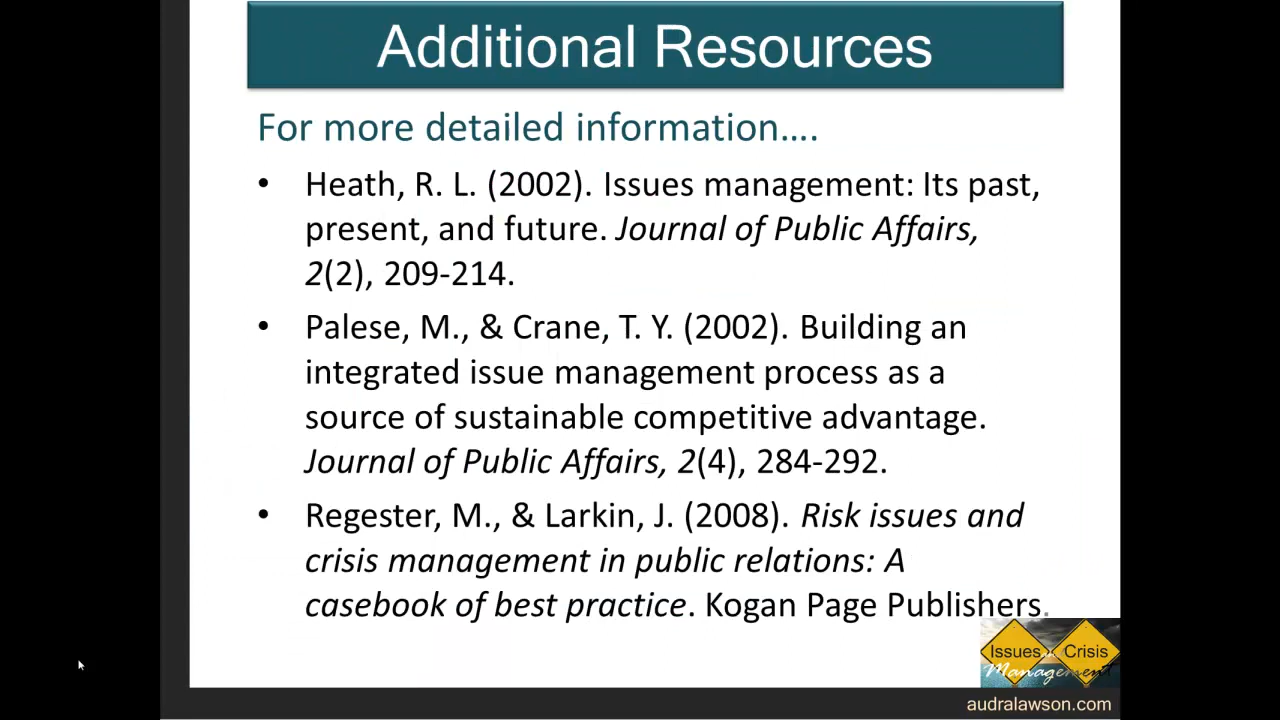 Additional Resources
For more detailed information....
• Heath, R. L. (2002). Issues management: Its past,
present, and future. Journal of Public Affairs,
2(2), 209-214.
• Palese, M., & Crane, T. Y. (2002). Building an
integrated issue management process as a
source of sustainable competitive advantage.
Journal of Public Affairs, 2(4), 284-292.
• Regester, M., & Larkin, J. (2008). Risk issues and
crisis management in public relations: A
casebook of best practice. Kogan Page Publishers.
Issues Crisis
Management
audralawson.com